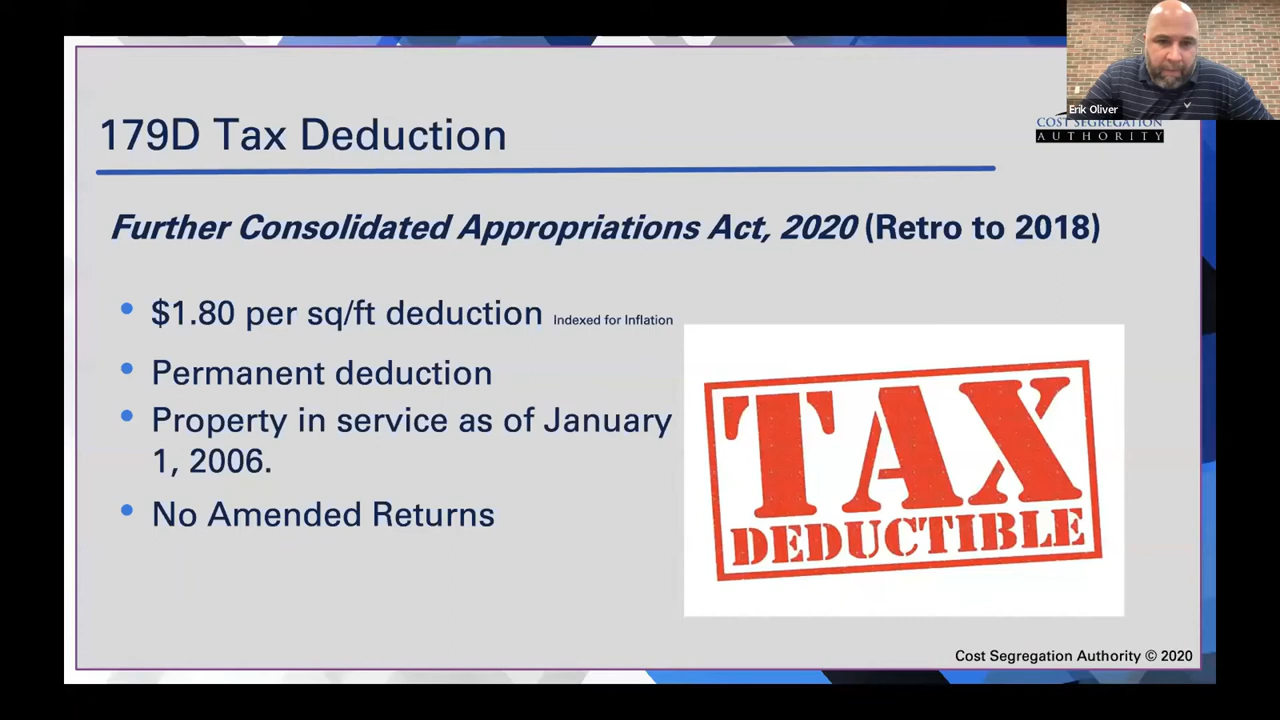 Erik Oliver
COST SEGREGATION
AUTHORITY
179D Tax Deduction
Further Consolidated Appropriations Act, 2020 (Retro to 2018)
• $1.80 per sq/ft deduction Indexed for Inflation
• Permanent deduction
• Property in service as of January
1, 2006.
• No Amended Returns
TAX
DEDUCTIBLE
Cost Segregation Authority © 2020